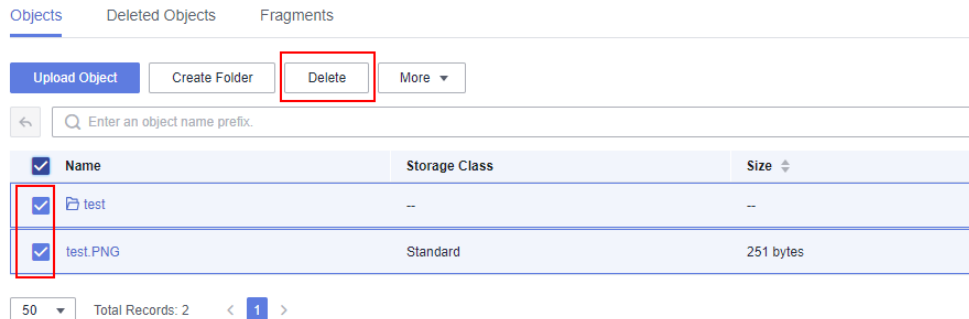 Objects Deleted Objects Fragments
Upload Object Create Folder Delete More
Enter an object name prefix.
Name Storage Class Size
test -- --
test.PNG Standard 251 bytes
50 Total Records: 2 < 1 >